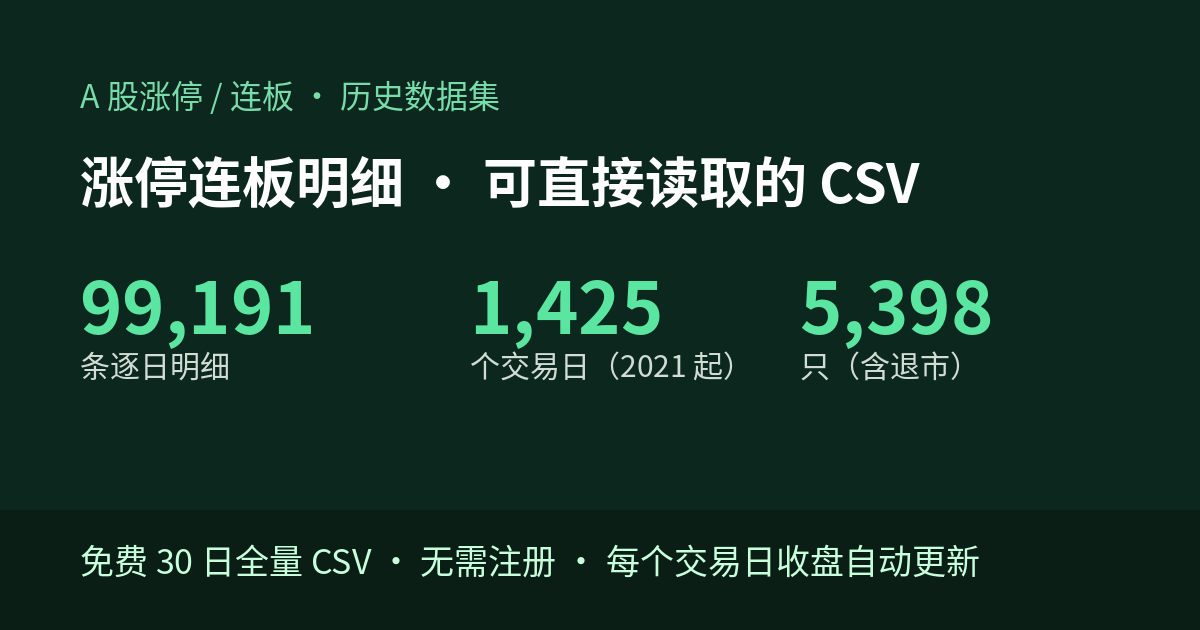 A 股涨停 / 连板 · 历史数据集
涨停连板明细 · 可直接读取的 CSV
99,191 1,425 5,398
条逐日明细 个交易日（2021 起） 只（含退市）
免费 30 日全量 CSV · 无需注册 · 每个交易日收盘自动更新